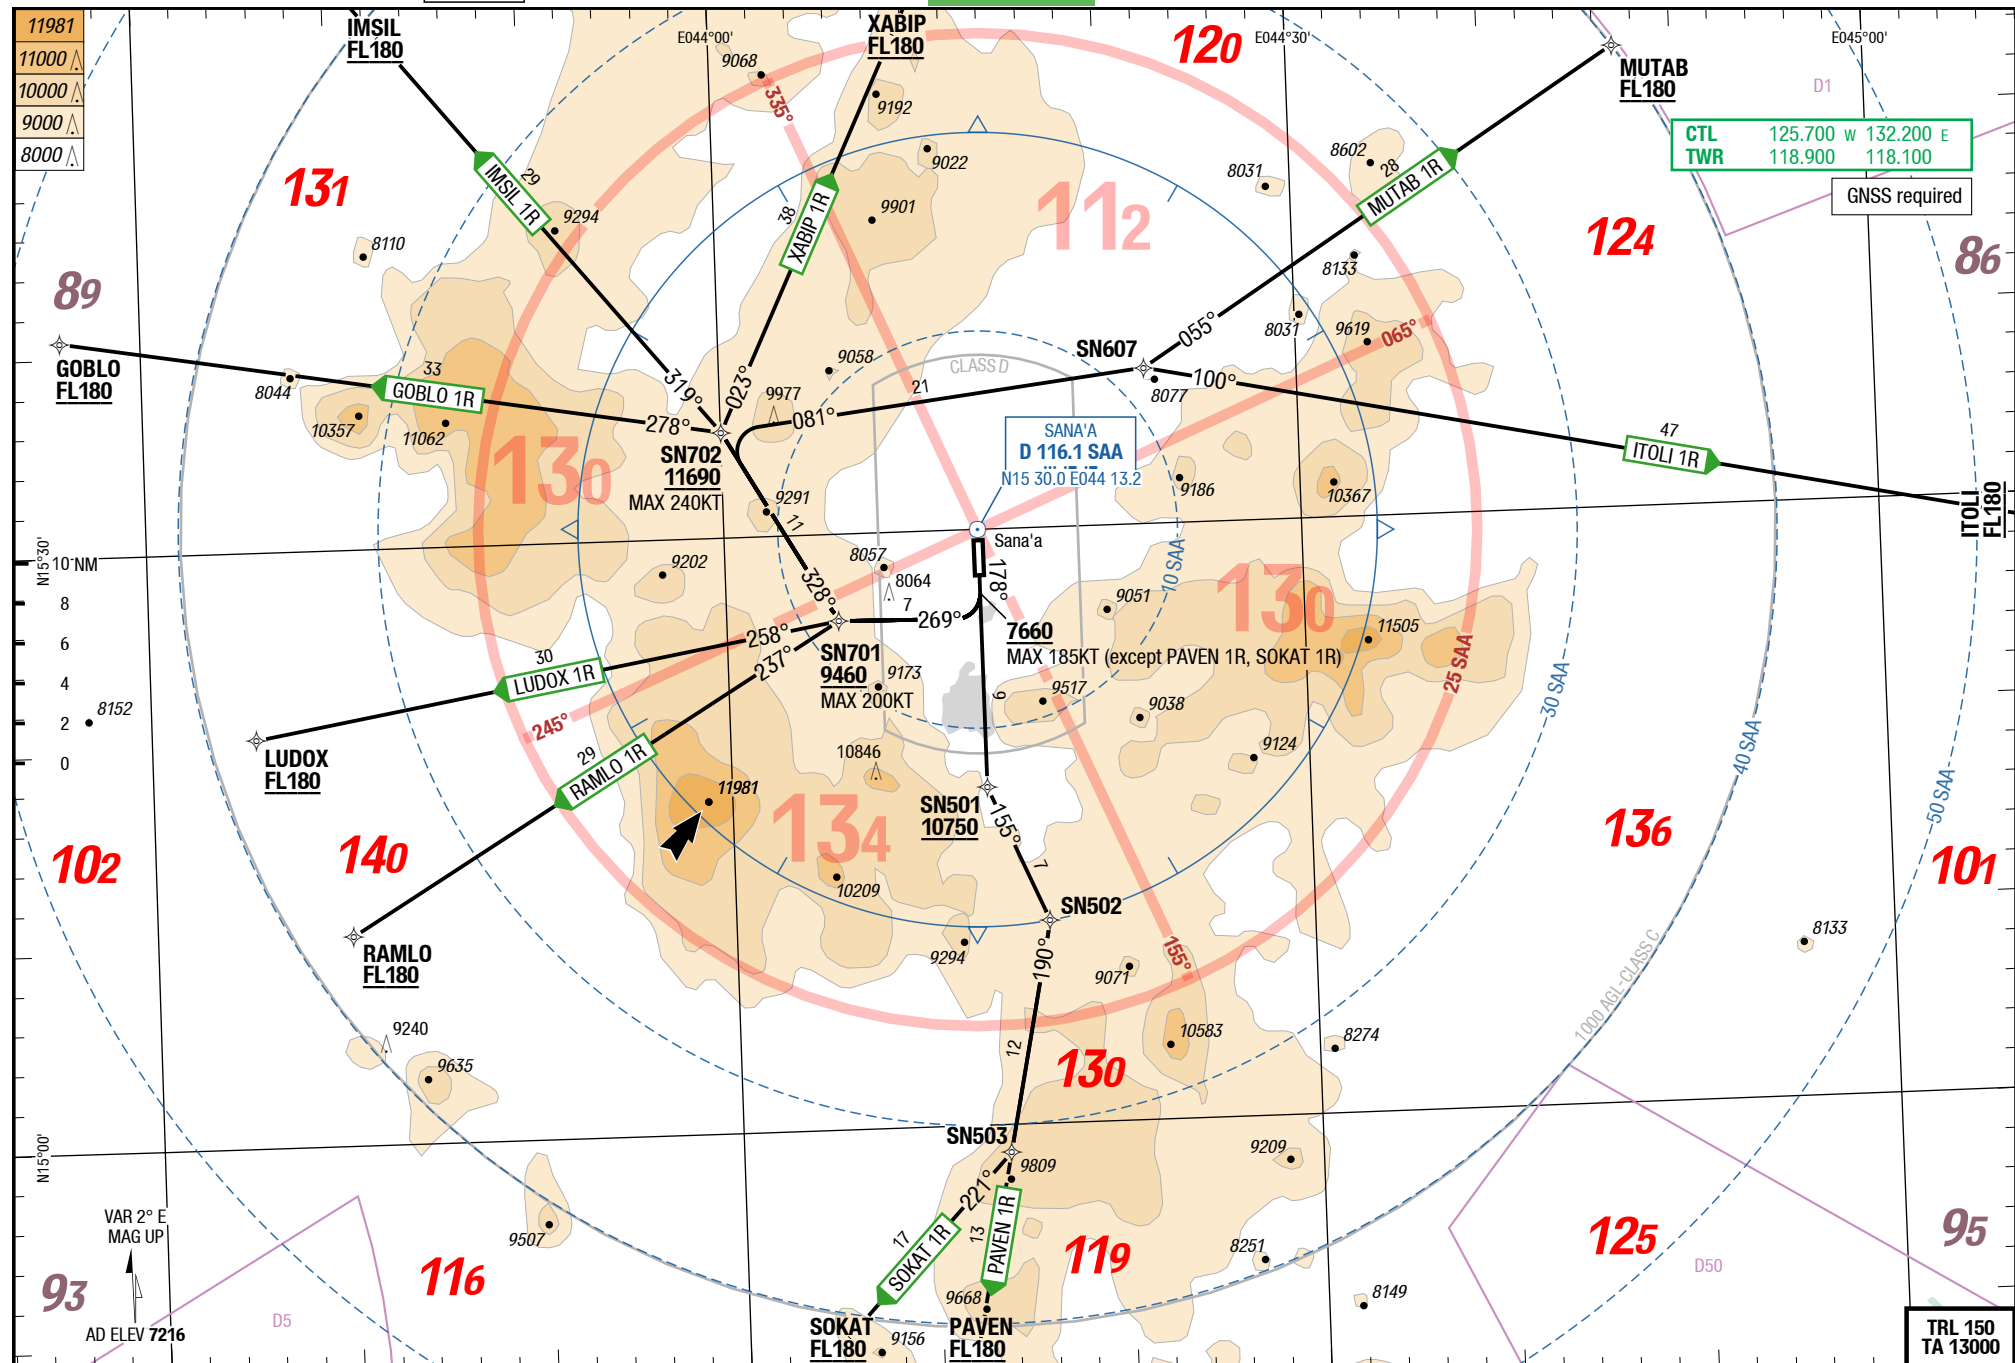 11981
11000
10000
9000
8000
IMSIL
FL180
E044°00'
9068
XABIP
FL180
120
E044°30'
MUTAB
FL180
E045°00'
D1
CTL 125.700 W 132.200 E
TWR 118.900 118.100
GNSS required
335°
9192
9022
8031
8602
28
MUTAB 1R
131
29
IMSIL 1R
9294
8110
38
XABIP 1R
9901
112
124
86
89
8133
8031
9619
065°
055°
GOBLO
FL180
8044
33
GOBLO 1R
10357
11062
319°
023°
9058
CLASS D
SN607
8077
100°
21
278°
9977
081°
SN702
11690
MAX 240KT
SANA'A
D 116.1 SAA
N15 30.0 E044 13.2
47
ITOLI 1R
ITOLI
FL180
130
9291
11
9186
10367
N15°30'
10 NM
8
6
4
2
0
9202
328°
8057
8064
7
269°
Sana'a
178°
10 SAA
9051
130
11505
258°
237°
SN701
9460
MAX 200KT
7660
MAX 185KT (except PAVEN 1R, SOKAT 1R)
30
LUDOX 1R
9173
9
9517
9038
25 SAA
30 SAA
8152
245°
LUDOX
FL180
29
RAMLO 1R
10846
9124
40 SAA
50 SAA
11981
134
SN501
10750
155°
136
102
140
10209
7
101
SN502
RAMLO
FL180
9294
190°
9071
155°
8133
1000 AGL-CLASS C
9240
9635
12
10583
8274
130
N15°00'
SN503
9809
9209
221°
VAR 2° E
MAG UP
9507
17
SOKAT 1R
13
PAVEN 1R
119
8251
125
95
D50
93
116
D5
9668
8149
AD ELEV 7216
SOKAT
FL180
9156
PAVEN
FL180
TRL 150
TA 13000